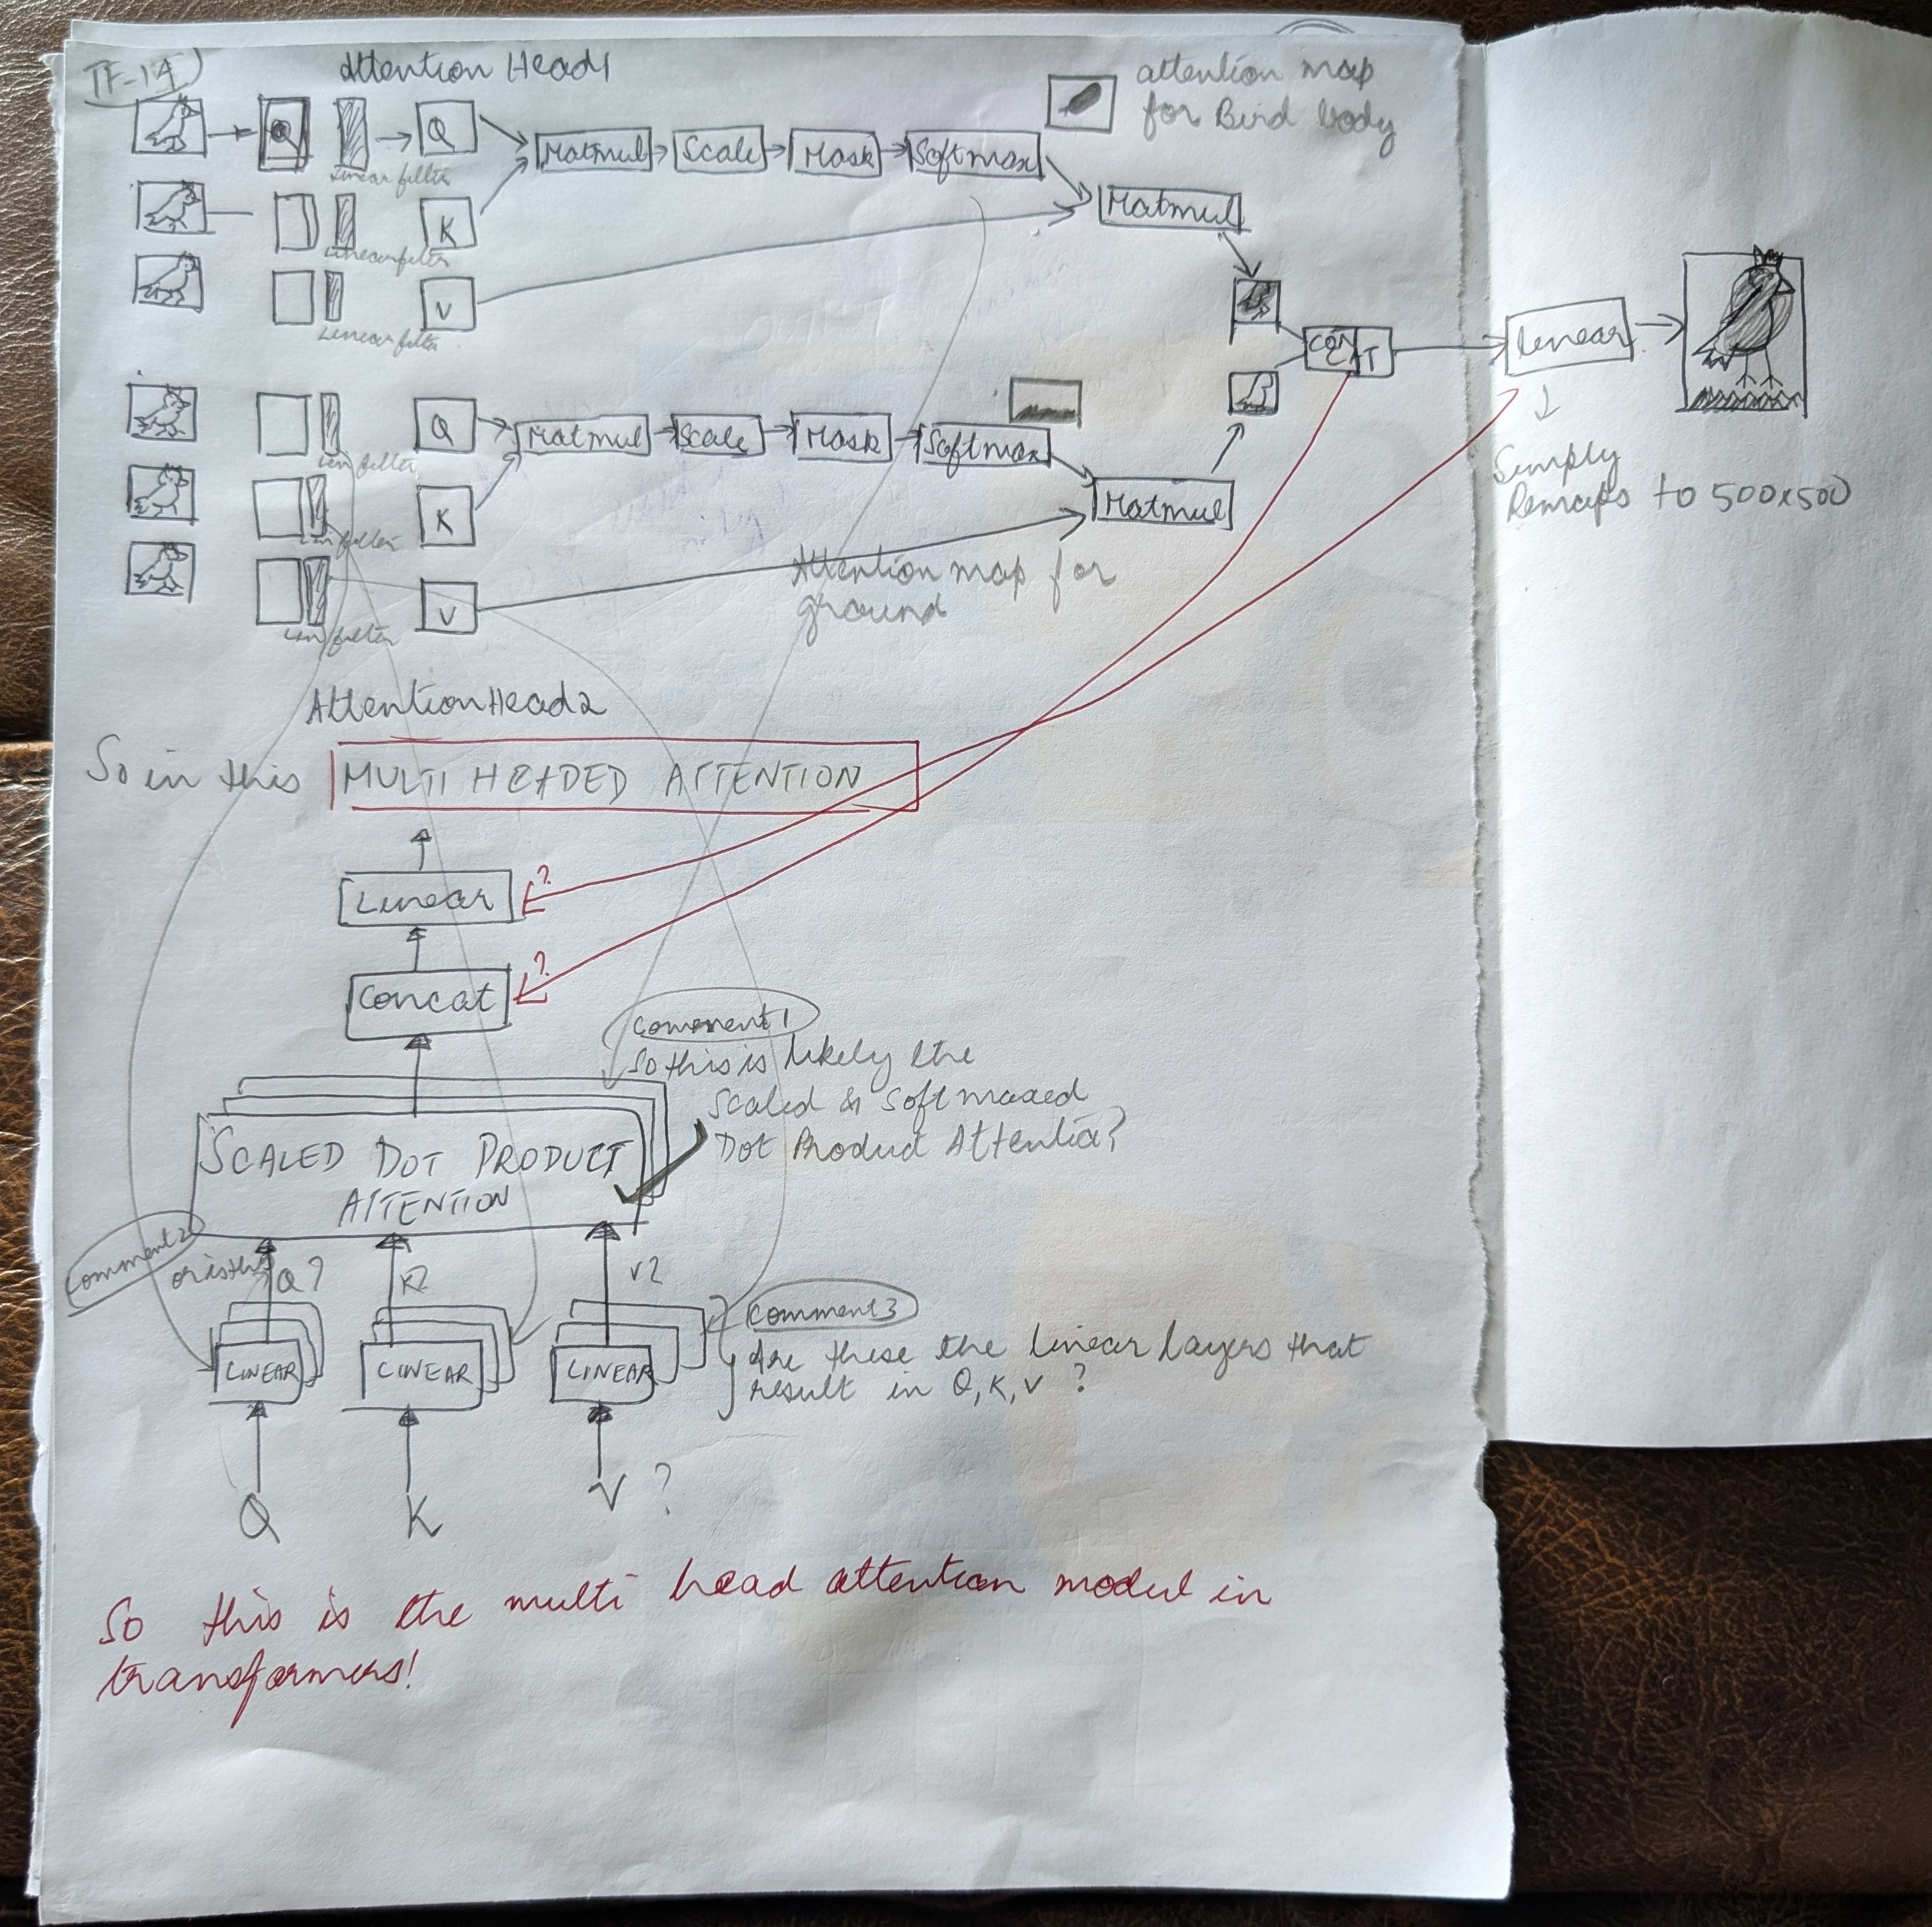 TF-14
Attention Head1
attention map
for Bird body
Q
Q
Matmul
Scale
Mask
Softmax
Linear filter
K
Matmul
Linear filter
V
Linear filter
CONCAT
Linear
Simply
Remaps to 500x500
Q
Matmul
Scale
Mask
Softmax
Lin filter
K
Matmul
Lin filter
Attention map for
ground
V
Lin filter
Attention Head2
So in this MULTI HEADED ATTENTION
Linear
?
Concat
?
Comment1
So this is likely the
Scaled & Softmaxed
Dot Product Attention?
SCALED DOT PRODUCT
ATTENTION
Comment2
or is this
Q?
K?
V?
Comment3
Are these the linear layers that
result in Q, K, V ?
LINEAR
LINEAR
LINEAR
Q
K
V ?
So this is the multi head attention model in
transformers!